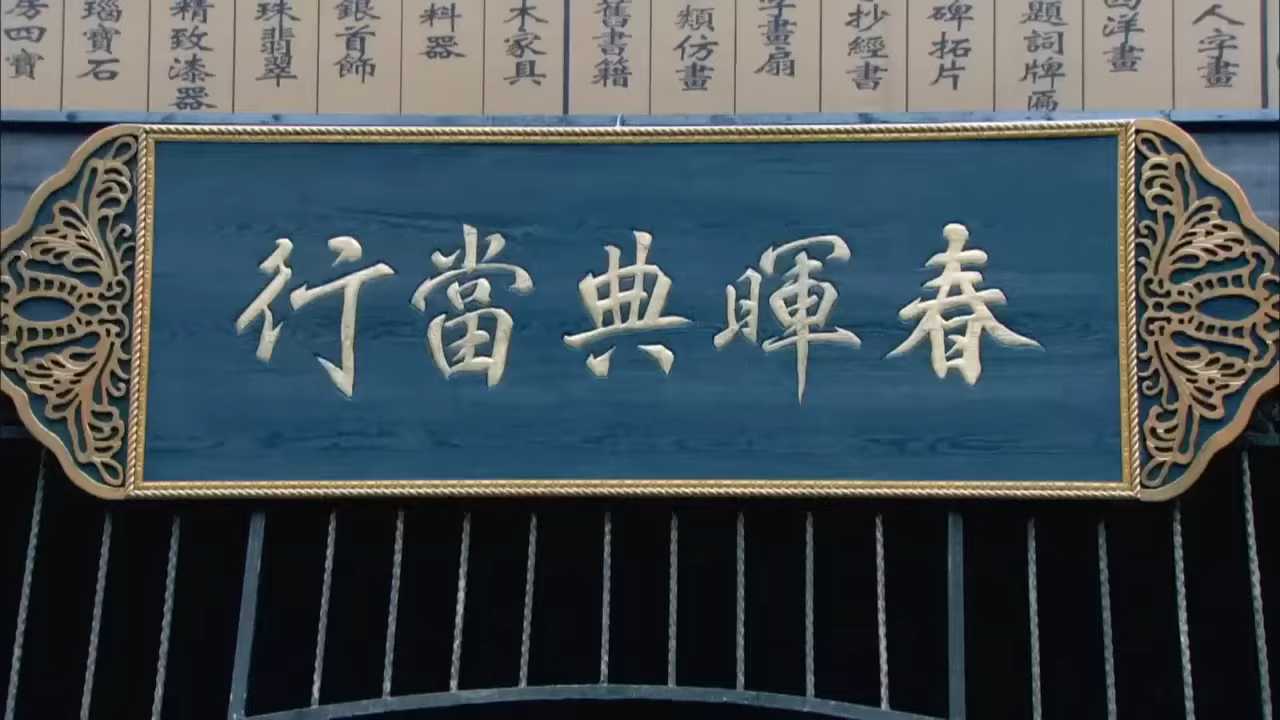 人字畫
西洋畫
題詞牌匾
碑拓片
抄經書
字畫扇
類仿畫
舊書籍
木家具
料器
銀首飾
珠翡翠
精致漆器
瑙寶石
房四寶
春暉典當行